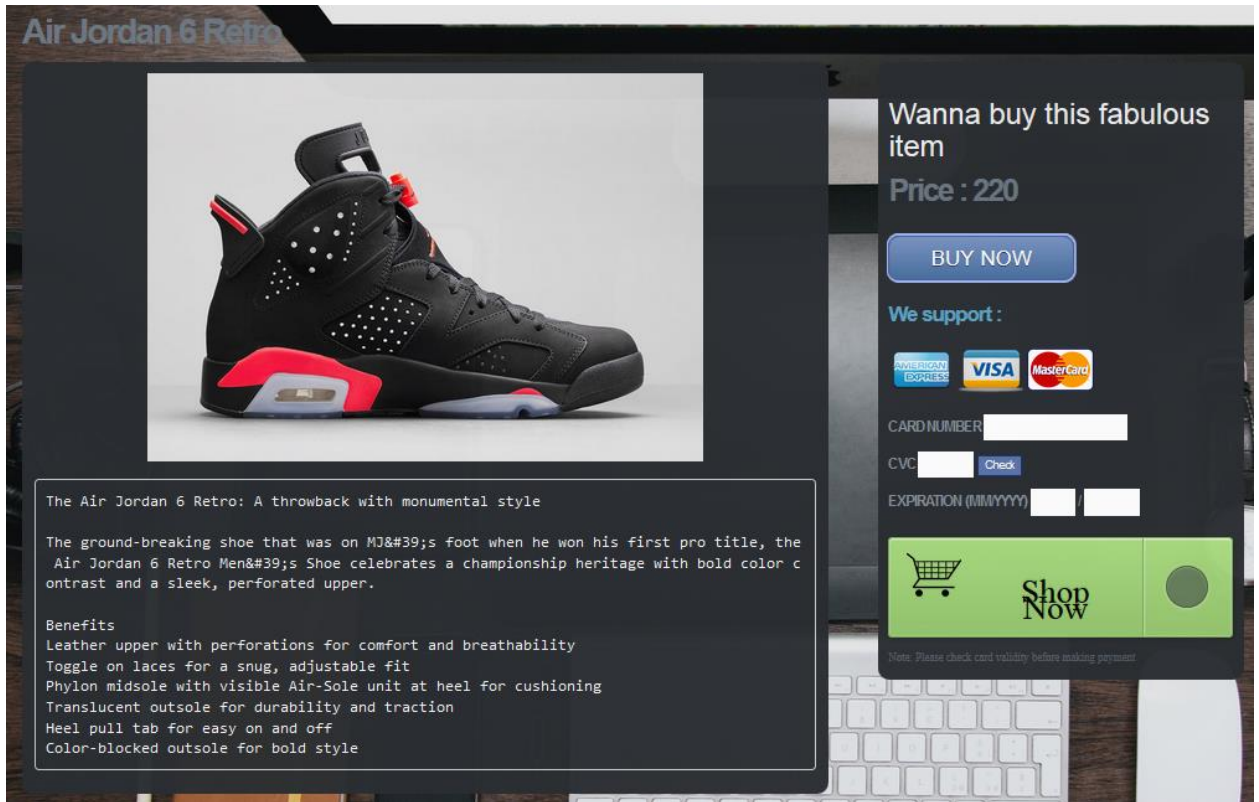 Air Jordan 6 Retro
Wanna buy this fabulous
item
Price : 220
BUY NOW
We support :
AMERICAN
EXPRESS
VISA
MasterCard
CARD NUMBER
CVC
Check
EXPIRATION (MM/YYYY)
/
Shop
Now
Note: Please check card validity before making payment
The Air Jordan 6 Retro: A throwback with monumental style
The ground-breaking shoe that was on MJ&#39;s foot when he won his first pro title, the
Air Jordan 6 Retro Men&#39;s Shoe celebrates a championship heritage with bold color c
ontrast and a sleek, perforated upper.
Benefits
Leather upper with perforations for comfort and breathability
Toggle on laces for a snug, adjustable fit
Phylon midsole with visible Air-Sole unit at heel for cushioning
Translucent outsole for durability and traction
Heel pull tab for easy on and off
Color-blocked outsole for bold style